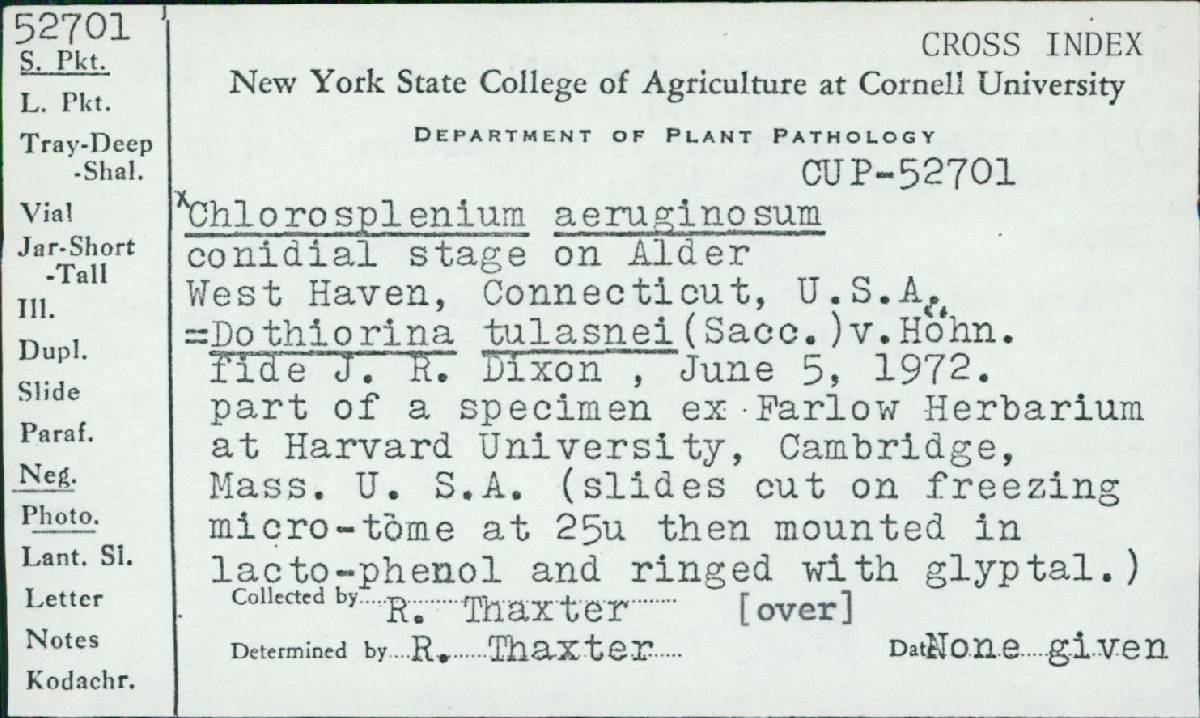 52701
S. Pkt.
L. Pkt.
Tray-Deep
-Shal.
Vial
Jar-Short
-Tall
Ill.
Dupl.
Slide
Paraf.
Neg.
Photo.
Lant. Sl.
Letter
Notes
Kodachr.
CROSS INDEX
New York State College of Agriculture at Cornell University
DEPARTMENT OF PLANT PATHOLOGY
CUP-52701
xChlorosplenium aeruginosum
conidial stage on Alder
West Haven, Connecticut, U.S.A.
=Dothiorina tulasnei(Sacc.)v.Höhn.
fide J. R. Dixon , June 5, 1972.
part of a specimen ex Farlow Herbarium
at Harvard University, Cambridge,
Mass. U. S.A. (slides cut on freezing
micro-tome at 25u then mounted in
lacto-phenol and ringed with glyptal.)
Collected by R. Thaxter [over]
Determined by R. Thaxter Date None given